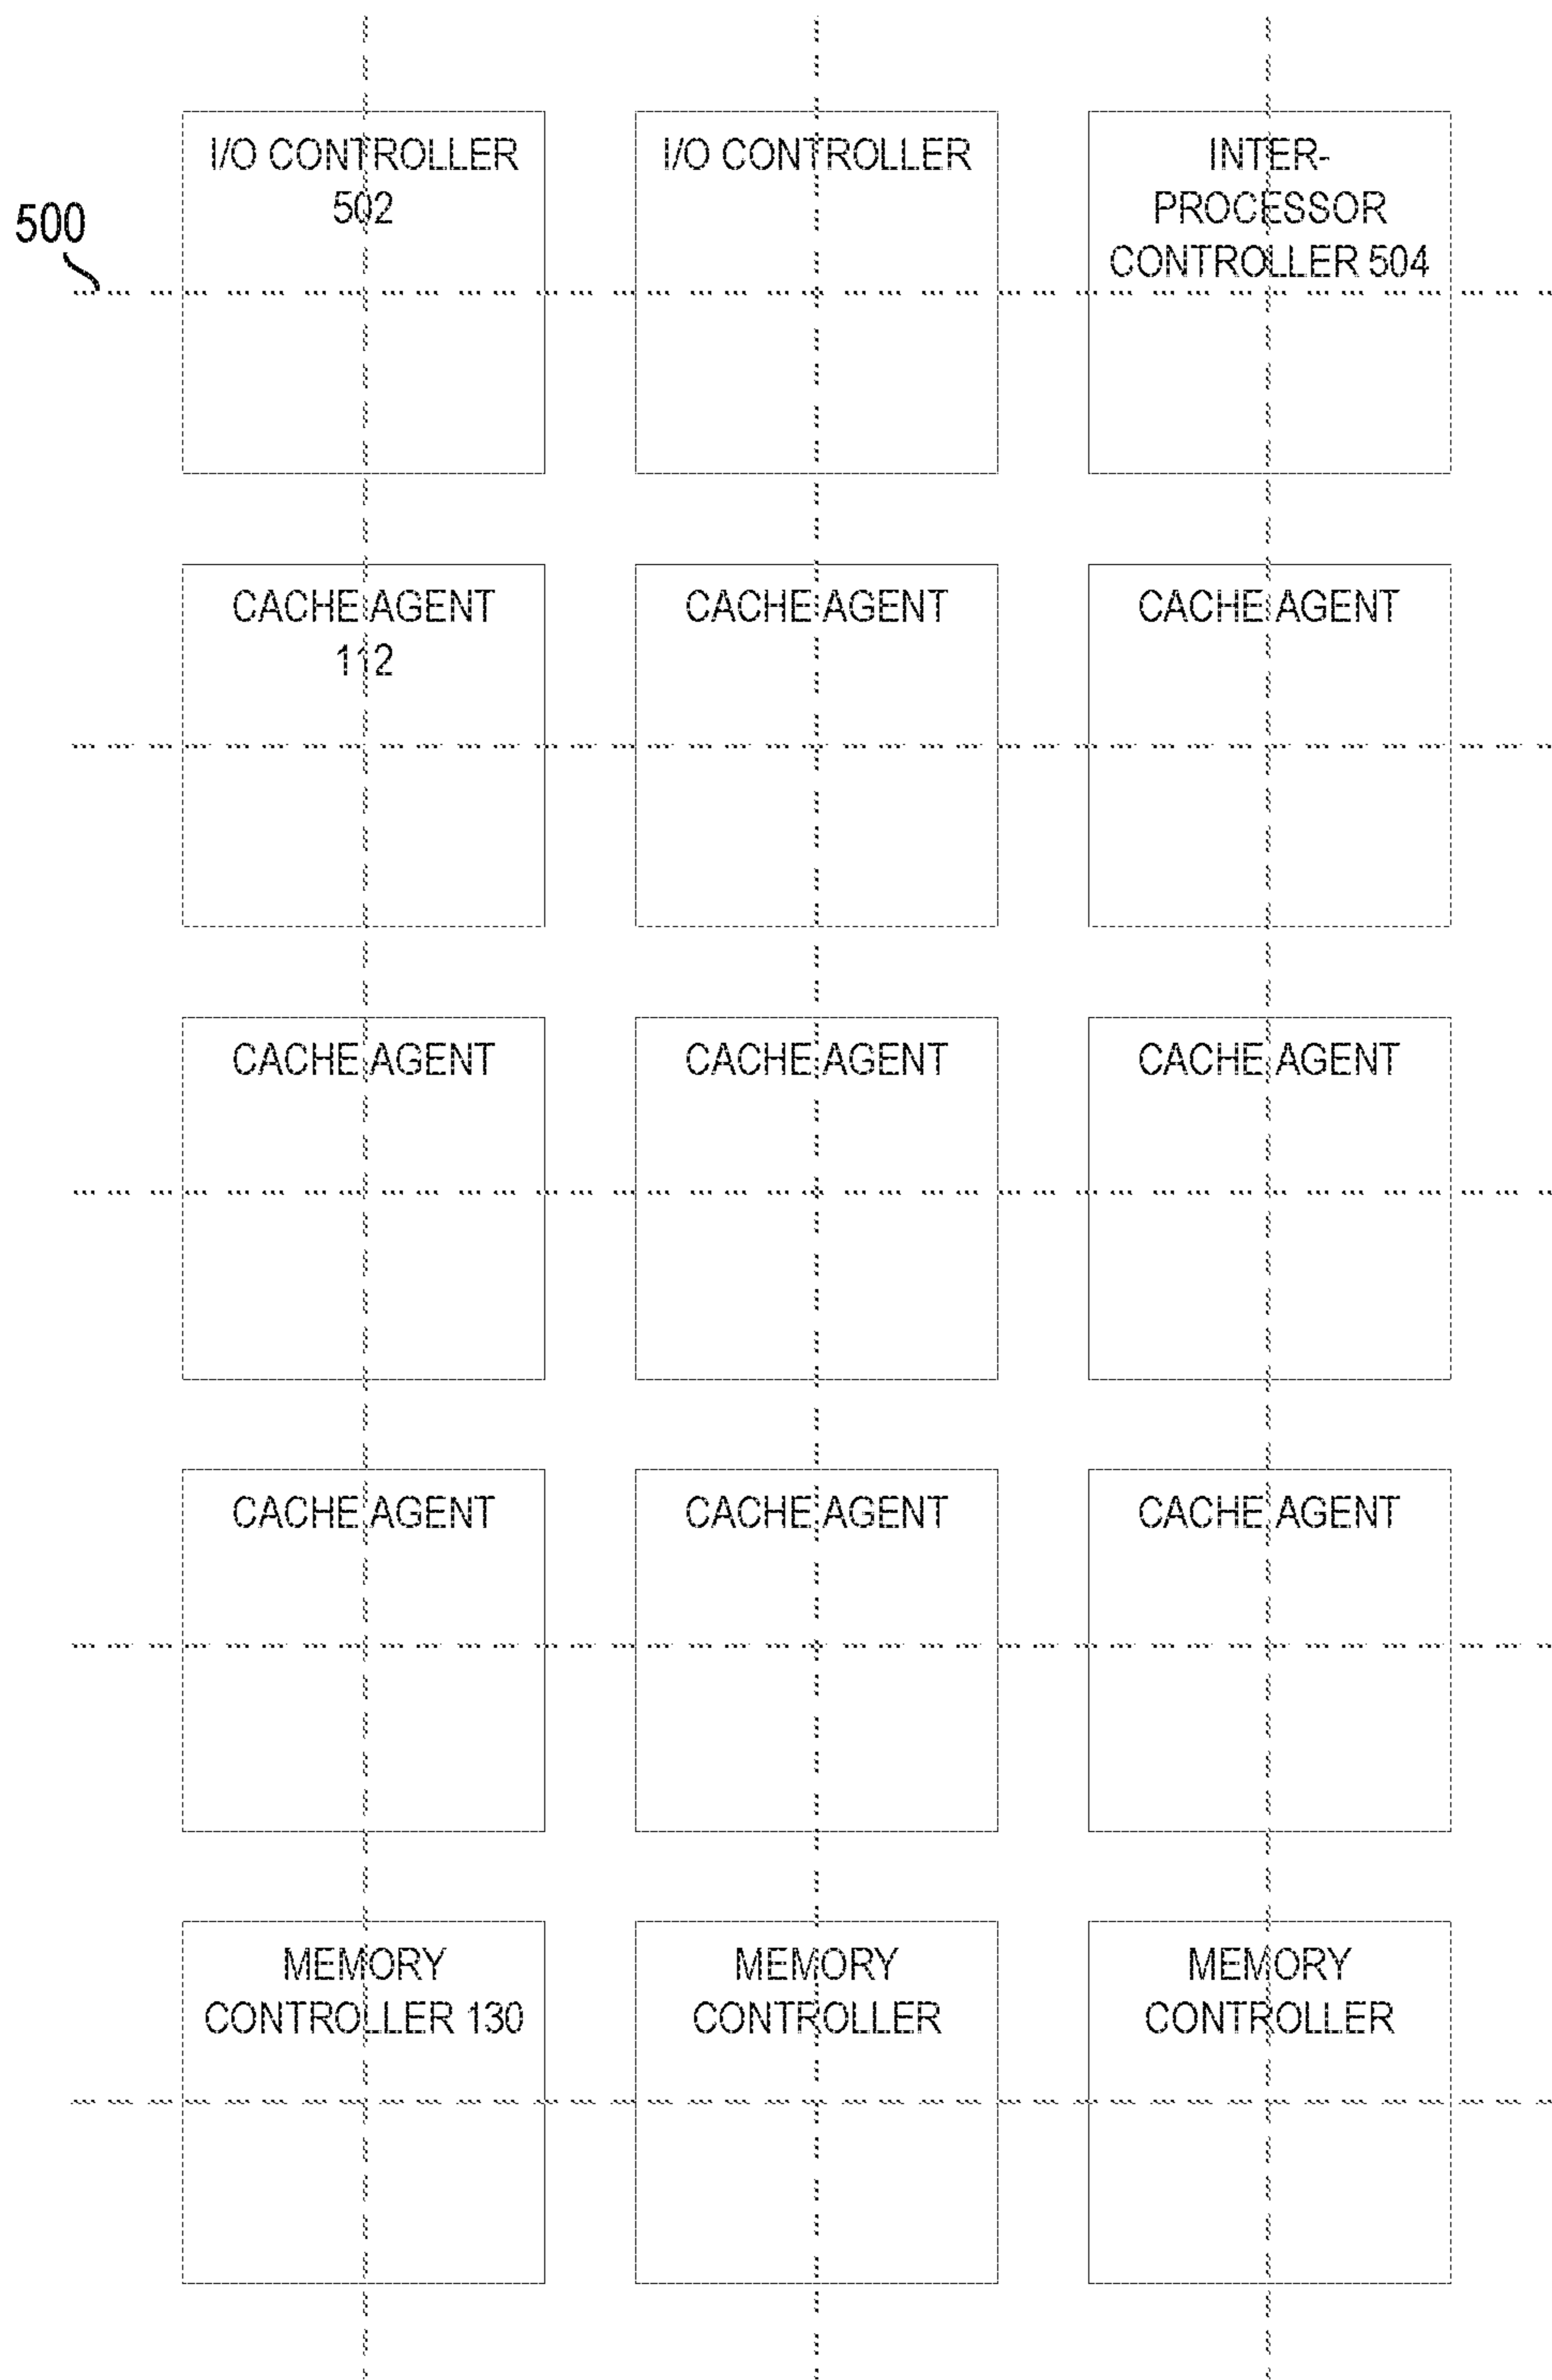 I/O CONTROLLER
502
I/O CONTROLLER
INTER-
PROCESSOR
CONTROLLER 504
500
CACHE AGENT
112
CACHE AGENT
CACHE AGENT
CACHE AGENT
CACHE AGENT
CACHE AGENT
CACHE AGENT
CACHE AGENT
CACHE AGENT
MEMORY
CONTROLLER 130
MEMORY
CONTROLLER
MEMORY
CONTROLLER